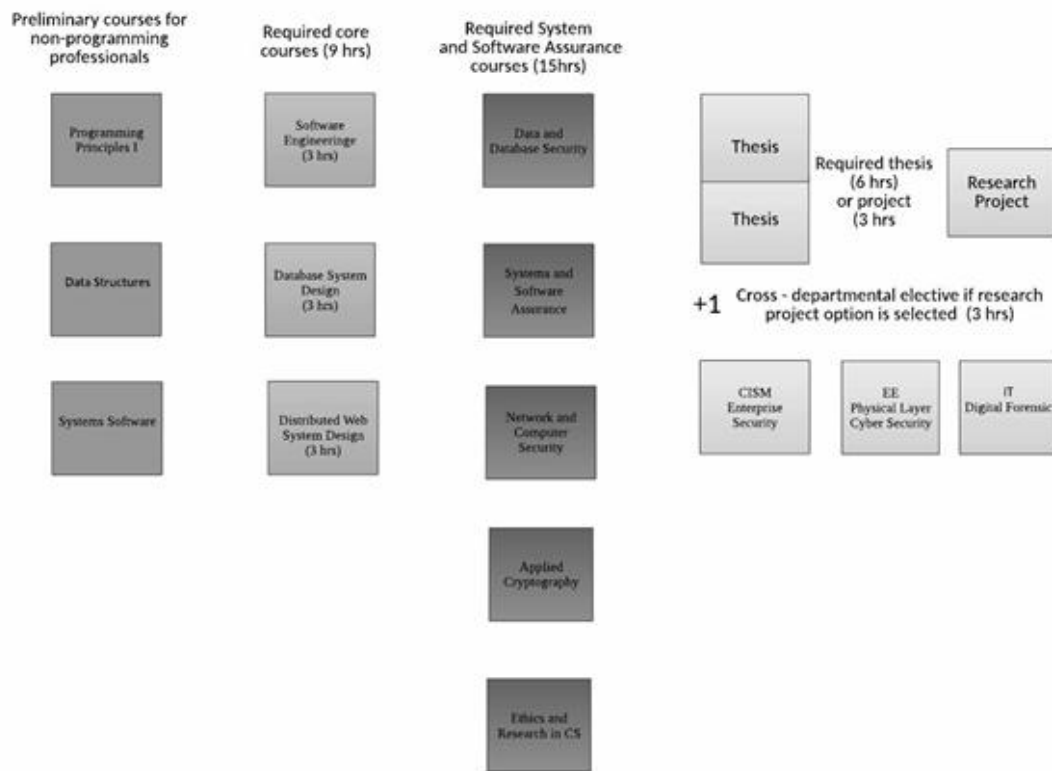 Preliminary courses for
non-programming
professionals
Programming
Principles I
Data Structures
Systems Software
Required core
courses (9 hrs)
Software
Engineeringe
(3 hrs)
Database System
Design
(3 hrs)
Distributed Web
System Design
(3 hrs)
Required System
and Software Assurance
courses (15hrs)
Data and
Database Security
Systems and
Software
Assurance
Network and
Computer
Security
Applied
Cryptography
Ethics and
Research in CS
Thesis
Thesis
Required thesis
(6 hrs)
or project
(3 hrs
Research
Project
+1
Cross - departmental elective if research
project option is selected (3 hrs)
CISM
Enterprise
Security
EE
Physical Layer
Cyber Security
IT
Digital Forensic